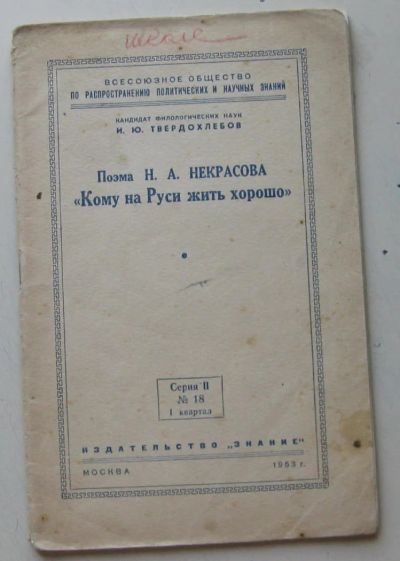 ВСЕСОЮЗНОЕ ОБЩЕСТВО
ПО РАСПРОСТРАНЕНИЮ ПОЛИТИЧЕСКИХ И НАУЧНЫХ ЗНАНИЙ
КАНДИДАТ ФИЛОЛОГИЧЕСКИХ НАУК
И. Ю. ТВЕРДОХЛЕБОВ
Поэма Н. А. НЕКРАСОВА
«Кому на Руси жить хорошо»
Серия II
№ 18
I квартал
ИЗДАТЕЛЬСТВО „ЗНАНИЕ"
МОСКВА 1953 г.